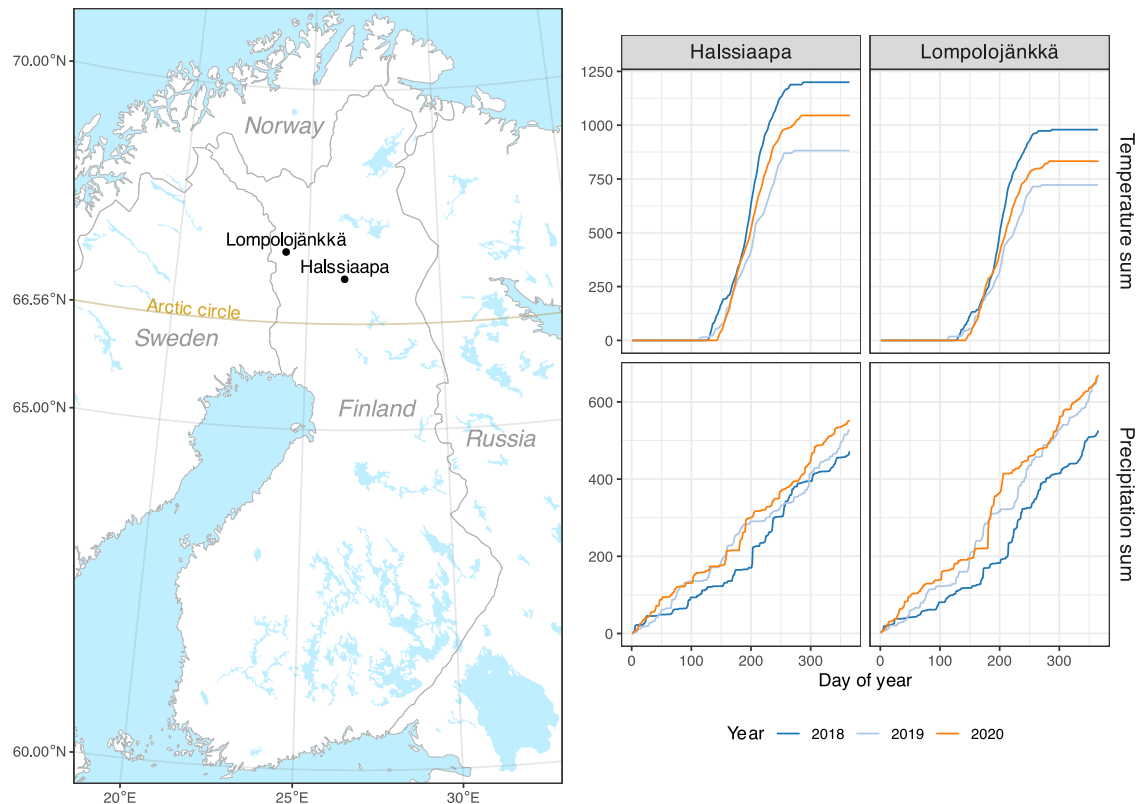 70.00°N
66.56°N
65.00°N
60.00°N
20°E
25°E
30°E
Norway
Lompolojänkkä
Halssiaapa
Arctic circle
Sweden
Finland
Russia
Halssiaapa
Lompolojänkkä
1250
1000
750
500
250
0
Temperature sum
600
400
200
0
Precipitation sum
0 100 200 300
0 100 200 300
Day of year
Year 2018 2019 2020